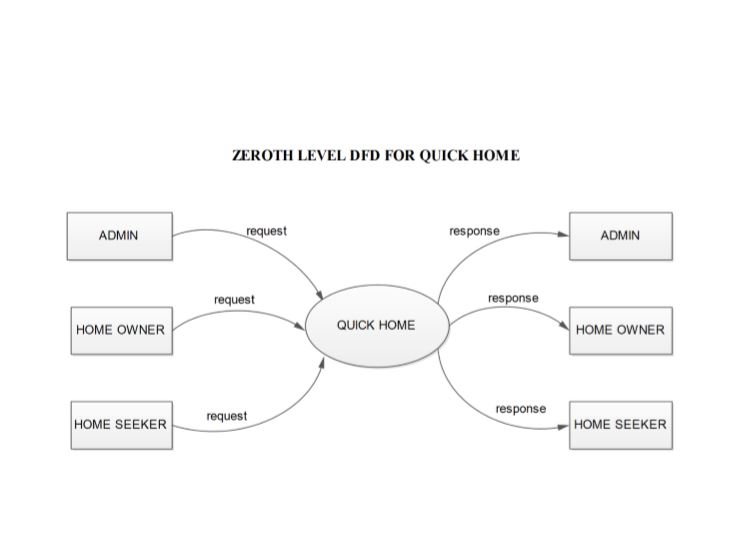 ZEROTH LEVEL DFD FOR QUICK HOME
ADMIN
request
response
ADMIN
request
response
HOME OWNER
QUICK HOME
HOME OWNER
request
response
HOME SEEKER
HOME SEEKER